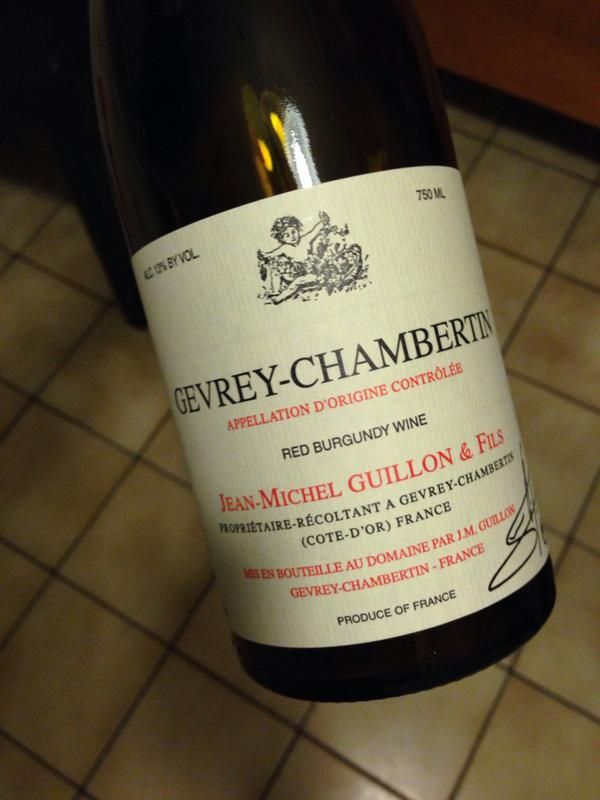 750 ML
ALC. 13% BY VOL.
GEVREY-CHAMBERTIN
APPELLATION D'ORIGINE CONTRÔLÉE
RED BURGUNDY WINE
JEAN-MICHEL GUILLON & FILS
PROPRIÉTAIRE-RÉCOLTANT A GEVREY-CHAMBERTIN
(COTE-D'OR) FRANCE
MIS EN BOUTEILLE AU DOMAINE PAR J.M. GUILLON
GEVREY-CHAMBERTIN - FRANCE
PRODUCE OF FRANCE